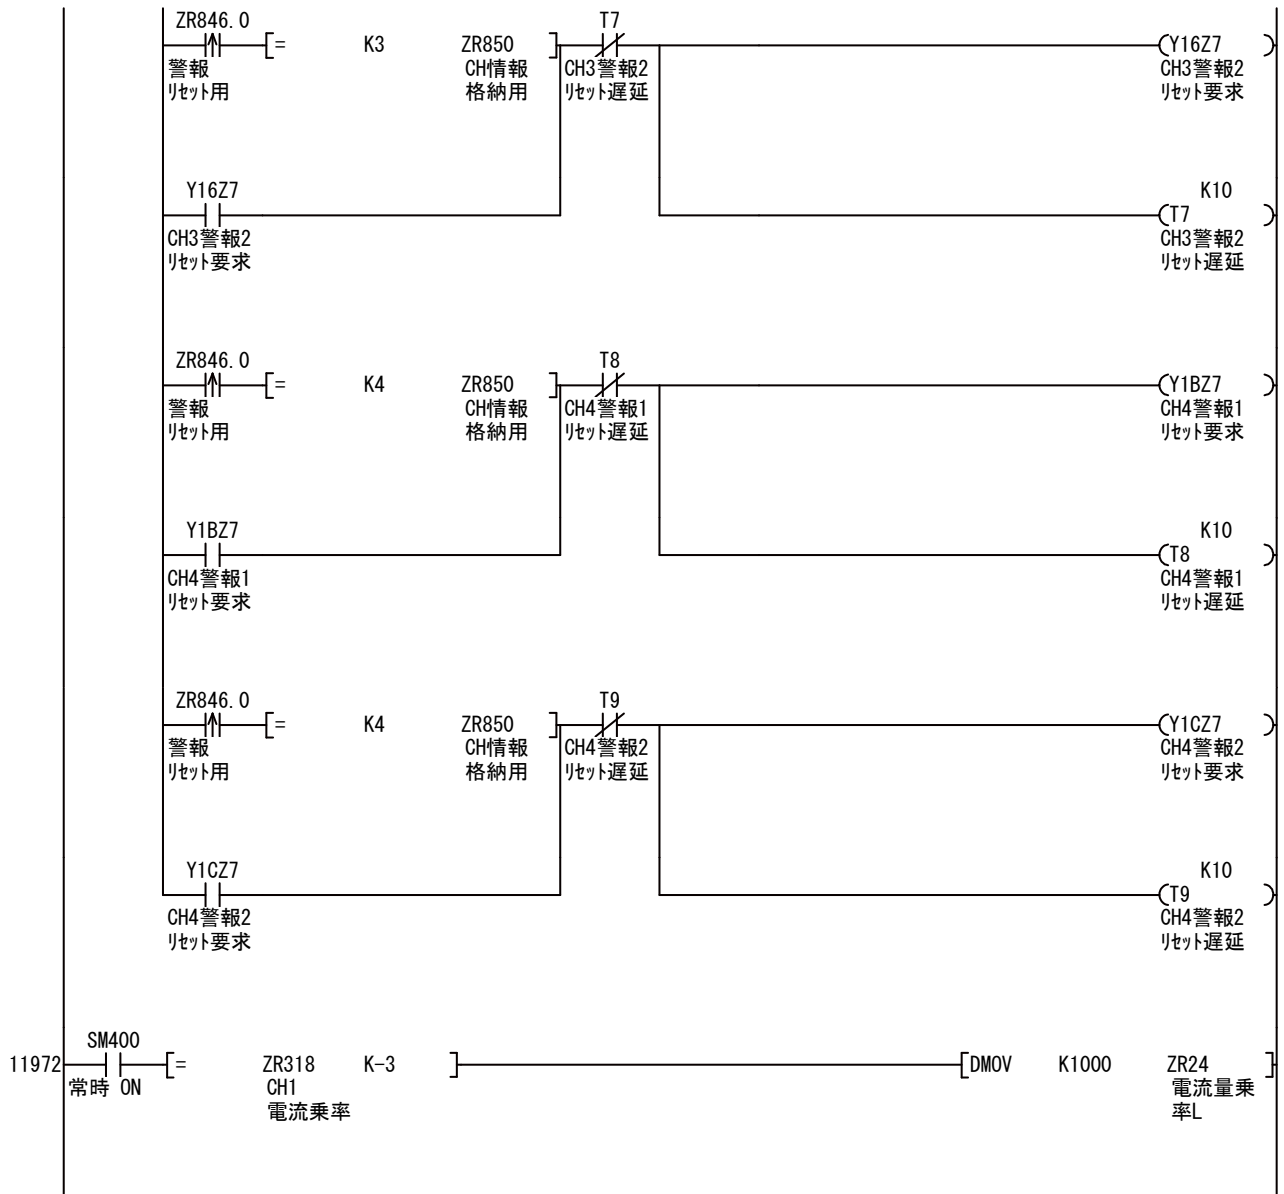 ZR846.0 T7
[= K3 ZR850 ] (Y16Z7 )
警報 CH情報 CH3警報2 CH3警報2
ﾘｾｯﾄ用 格納用 ﾘｾｯﾄ遅延 ﾘｾｯﾄ要求
Y16Z7 K10
(T7 )
CH3警報2 CH3警報2
ﾘｾｯﾄ要求 ﾘｾｯﾄ遅延
ZR846.0 T8
[= K4 ZR850 ] (Y1BZ7 )
警報 CH情報 CH4警報1 CH4警報1
ﾘｾｯﾄ用 格納用 ﾘｾｯﾄ遅延 ﾘｾｯﾄ要求
Y1BZ7 K10
(T8 )
CH4警報1 CH4警報1
ﾘｾｯﾄ要求 ﾘｾｯﾄ遅延
ZR846.0 T9
[= K4 ZR850 ] (Y1CZ7 )
警報 CH情報 CH4警報2 CH4警報2
ﾘｾｯﾄ用 格納用 ﾘｾｯﾄ遅延 ﾘｾｯﾄ要求
Y1CZ7 K10
(T9 )
CH4警報2 CH4警報2
ﾘｾｯﾄ要求 ﾘｾｯﾄ遅延
SM400
11972 [= ZR318 K-3 ] [DMOV K1000 ZR24 ]
常時 ON CH1 電流量乗
電流乗率 率L